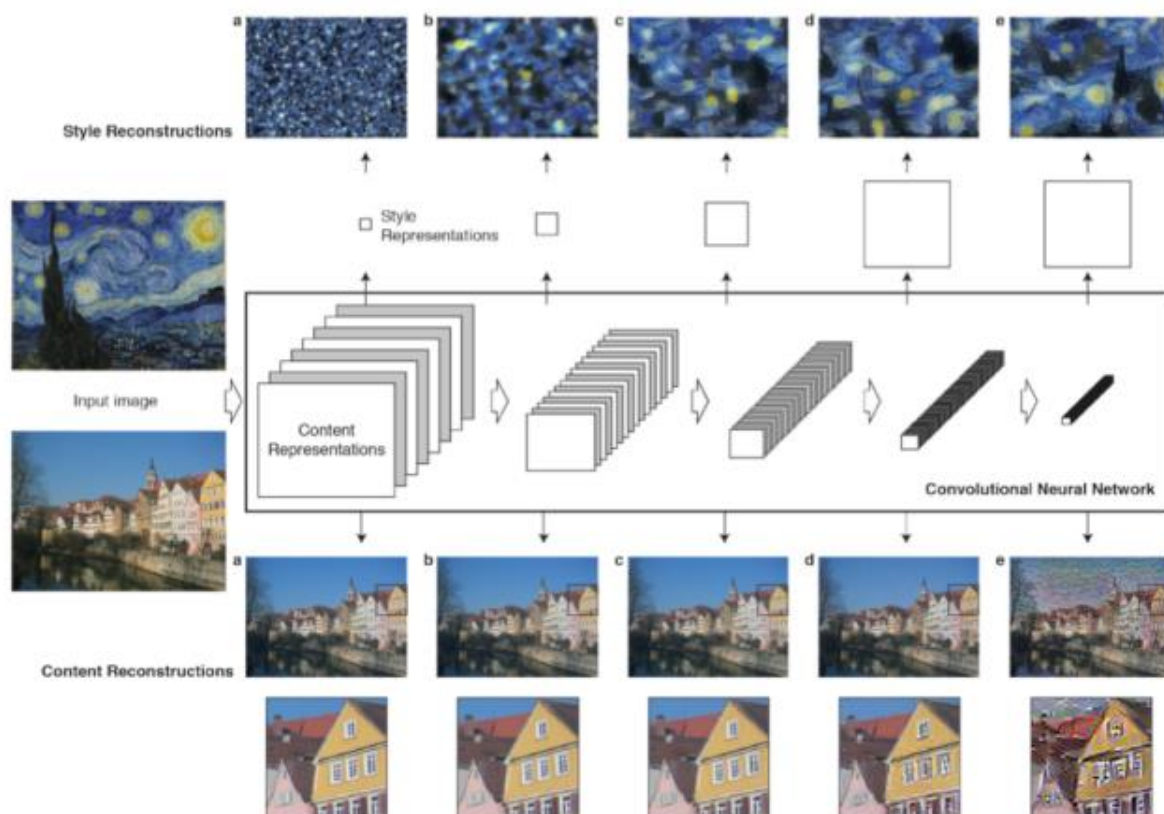 a b c d e
Style Reconstructions
Style
Representations
Input image
Content
Representations
Convolutional Neural Network
a b c d e
Content Reconstructions